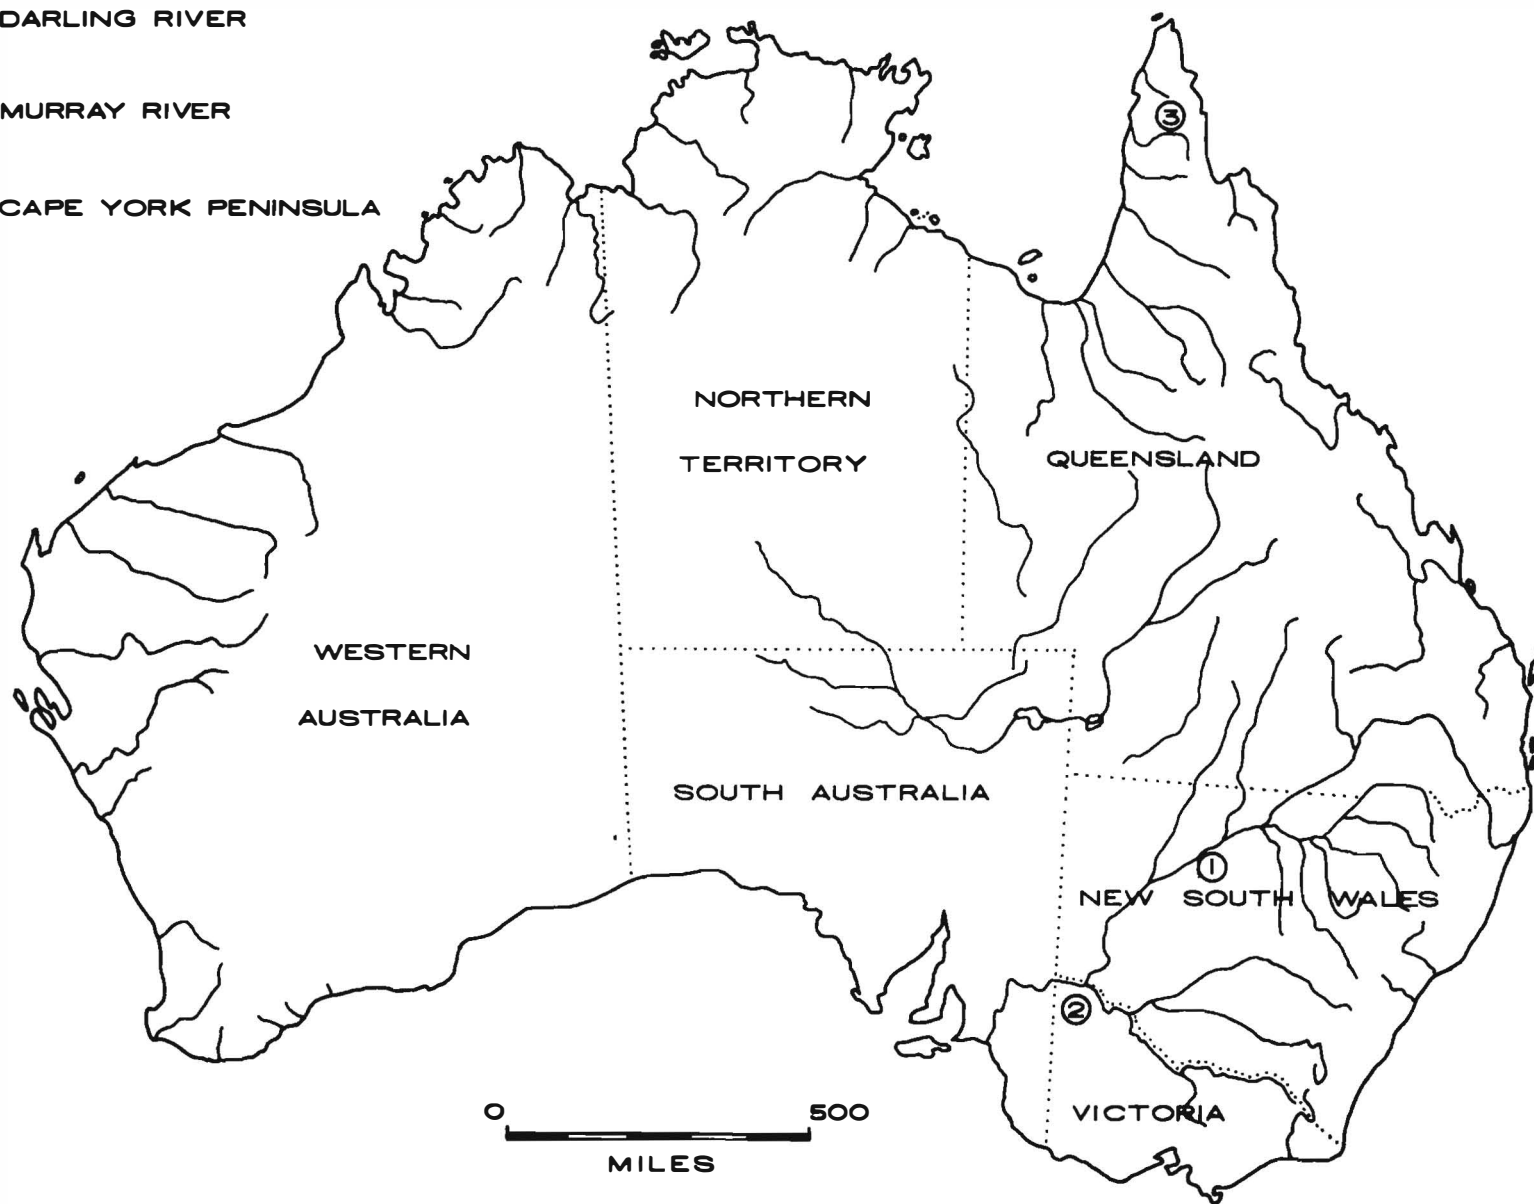 DARLING RIVER
MURRAY RIVER
CAPE YORK PENINSULA
3
NORTHERN
TERRITORY
QUEENSLAND
WESTERN
AUSTRALIA
SOUTH AUSTRALIA
1
NEW SOUTH WALES
2
VICTORIA
0 500
MILES